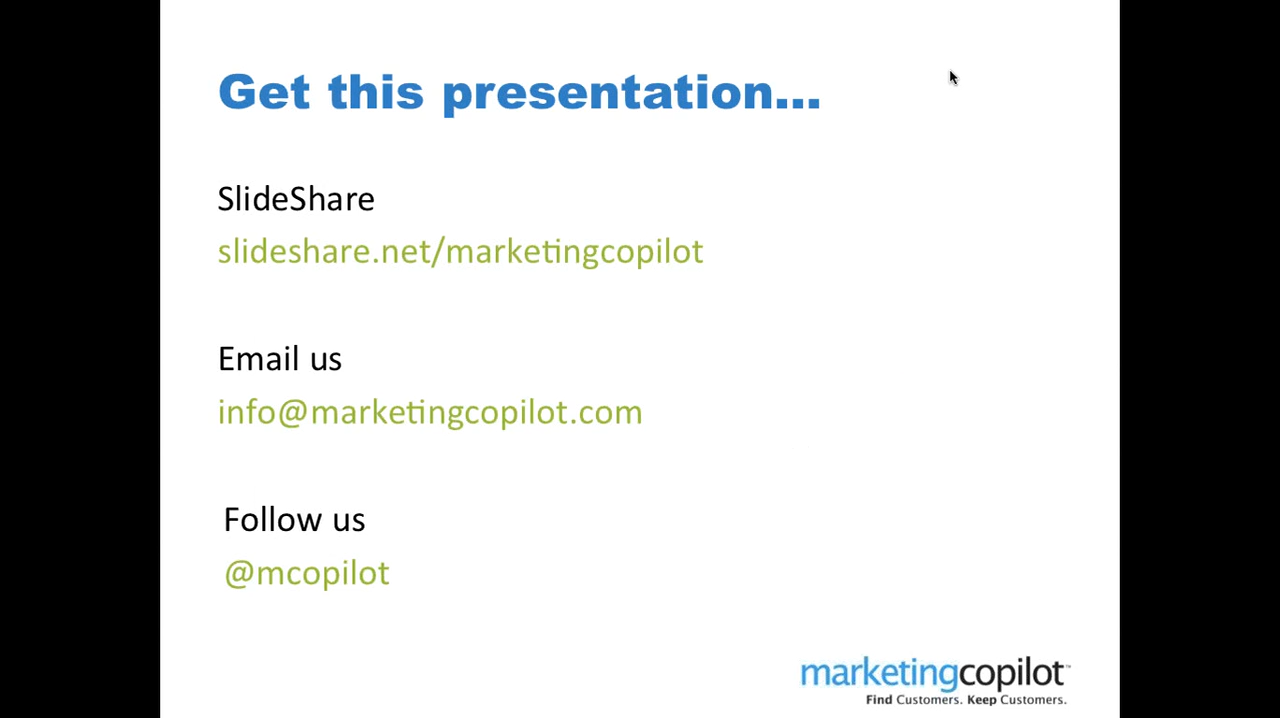 Get this presentation...
SlideShare
slideshare.net/marketingcopilot
Email us
info@marketingcopilot.com
Follow us
@mcopilot
marketingcopilot™
Find Customers. Keep Customers.